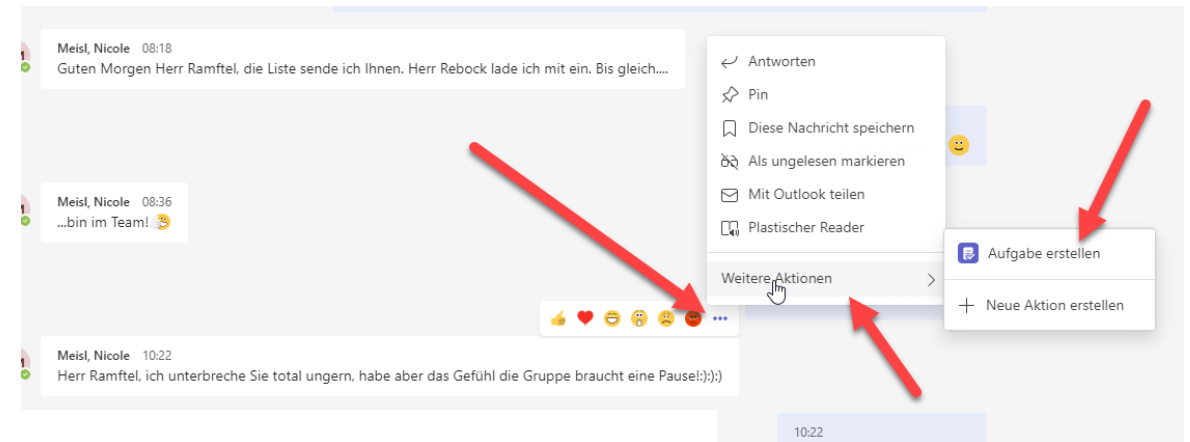 Meisl, Nicole 08:18
Guten Morgen Herr Ramftel, die Liste sende ich Ihnen. Herr Rebock lade ich mit ein. Bis gleich....
Antworten
Pin
Diese Nachricht speichern
Als ungelesen markieren
Mit Outlook teilen
Plastischer Reader
Weitere Aktionen
Aufgabe erstellen
Neue Aktion erstellen
Meisl, Nicole 08:36
...bin im Team!
Meisl, Nicole 10:22
Herr Ramftel, ich unterbreche Sie total ungern, habe aber das Gefühl die Gruppe braucht eine Pause!:):):)
10:22